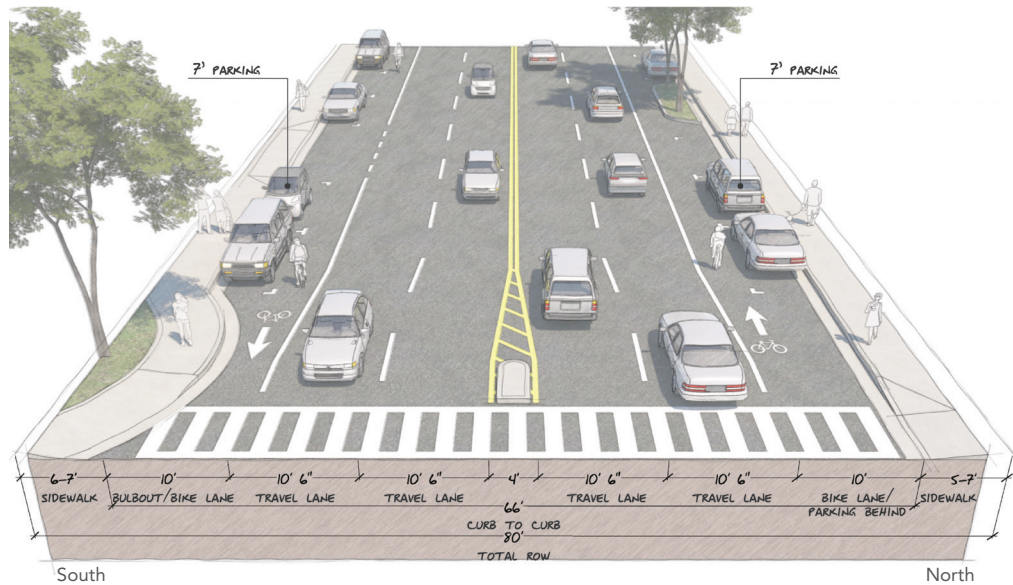 7' PARKING
7' PARKING
6-7'
10'
10' 6"
10' 6"
4'
10' 6"
10' 6"
10'
5-7'
SIDEWALK
BULBOUT/BIKE LANE
TRAVEL LANE
TRAVEL LANE
TRAVEL LANE
TRAVEL LANE
BIKE LANE/
PARKING BEHIND
SIDEWALK
66'
CURB TO CURB
80'
TOTAL ROW
South
North